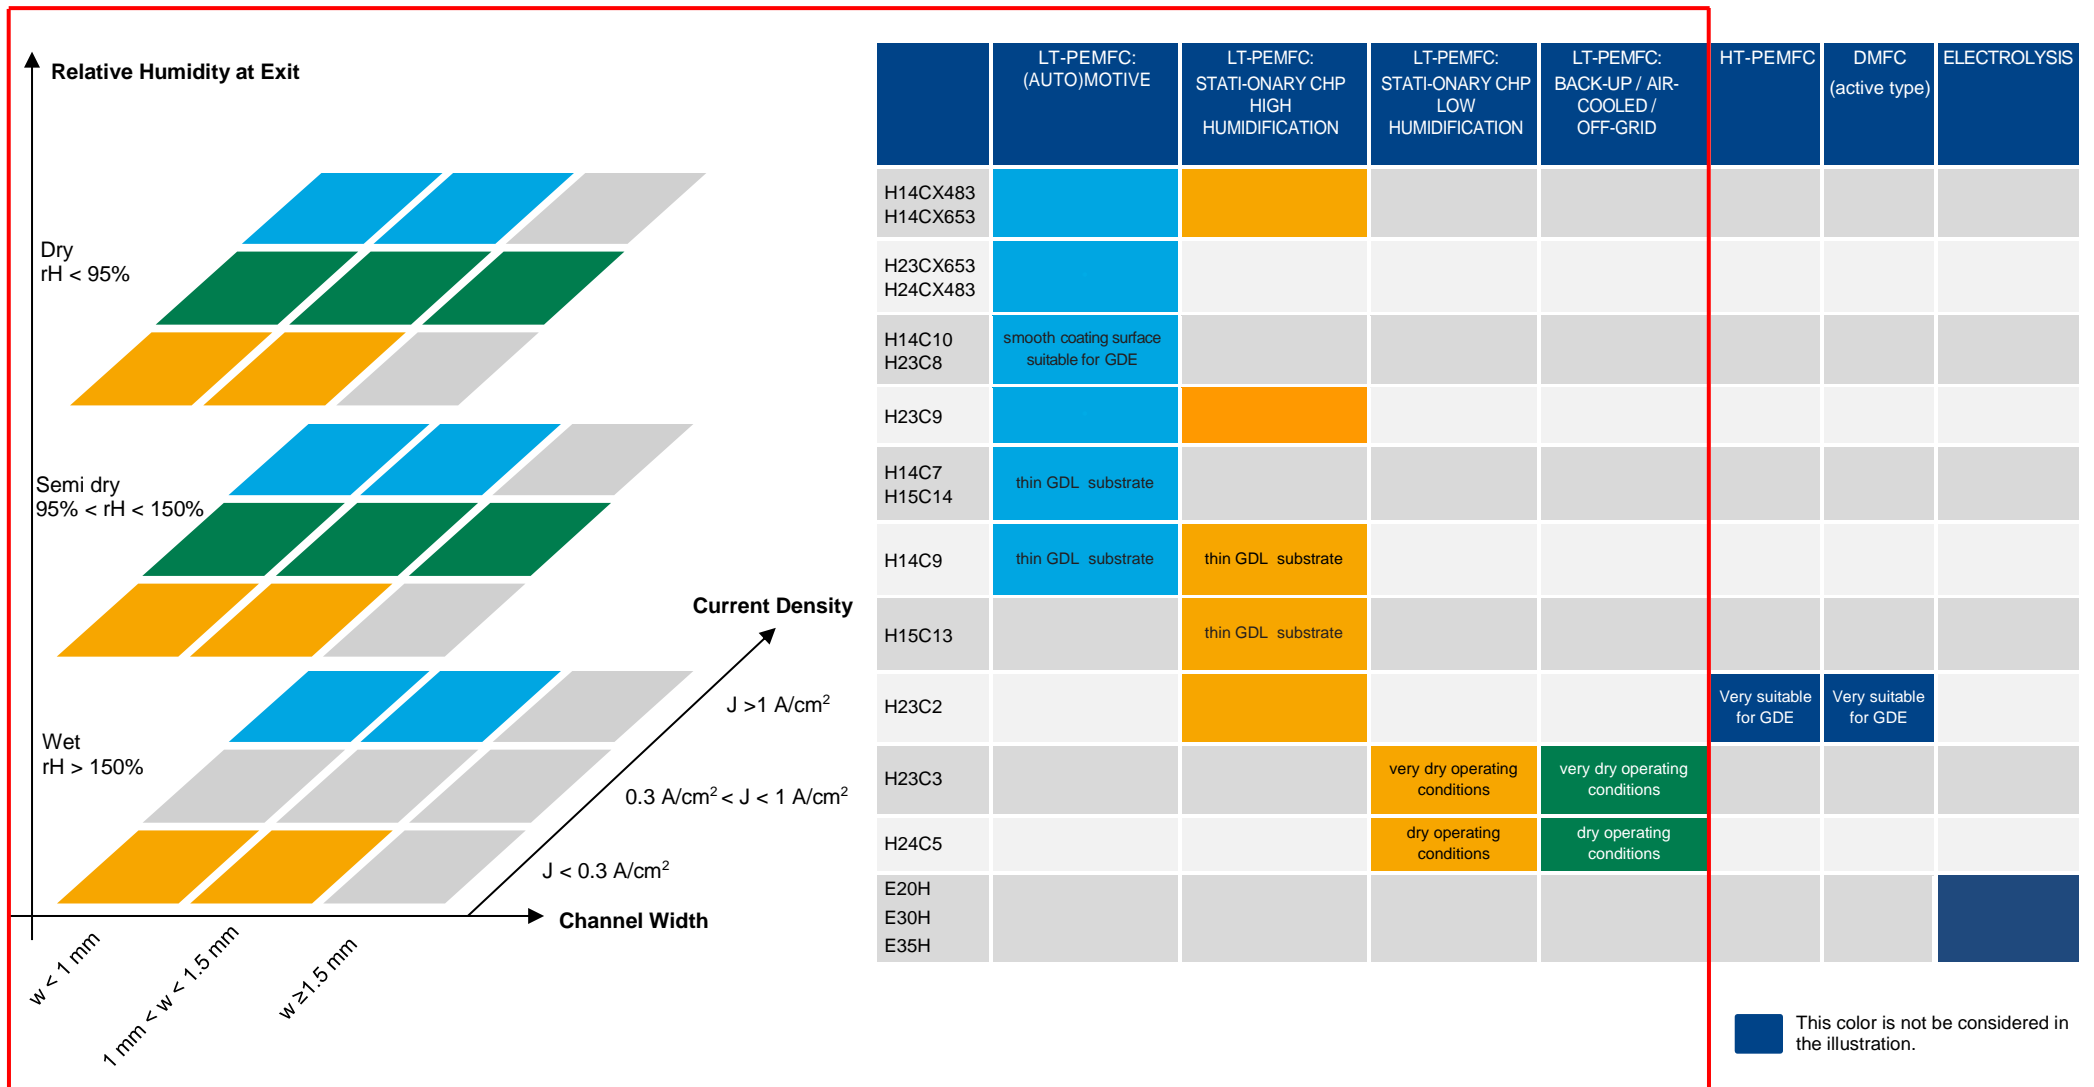 Relative Humidity at Exit
Dry
rH < 95%
Semi dry
95% < rH < 150%
Wet
rH > 150%
Current Density
J >1 A/cm²
0.3 A/cm² < J < 1 A/cm²
J < 0.3 A/cm²
Channel Width
w < 1 mm
1 mm < w < 1.5 mm
w ≥1.5 mm
LT-PEMFC:
(AUTO)MOTIVE
LT-PEMFC:
STATI-ONARY CHP
HIGH
HUMIDIFICATION
LT-PEMFC:
STATI-ONARY CHP
LOW
HUMIDIFICATION
LT-PEMFC:
BACK-UP / AIR-
COOLED /
OFF-GRID
HT-PEMFC
DMFC
(active type)
ELECTROLYSIS
H14CX483
H14CX653
H23CX653
H24CX483
H14C10
H23C8
smooth coating surface
suitable for GDE
H23C9
H14C7
H15C14
thin GDL substrate
H14C9
thin GDL substrate
thin GDL substrate
H15C13
thin GDL substrate
H23C2
Very suitable
for GDE
Very suitable
for GDE
H23C3
very dry operating
conditions
very dry operating
conditions
H24C5
dry operating
conditions
dry operating
conditions
E20H
E30H
E35H
This color is not be considered in
the illustration.